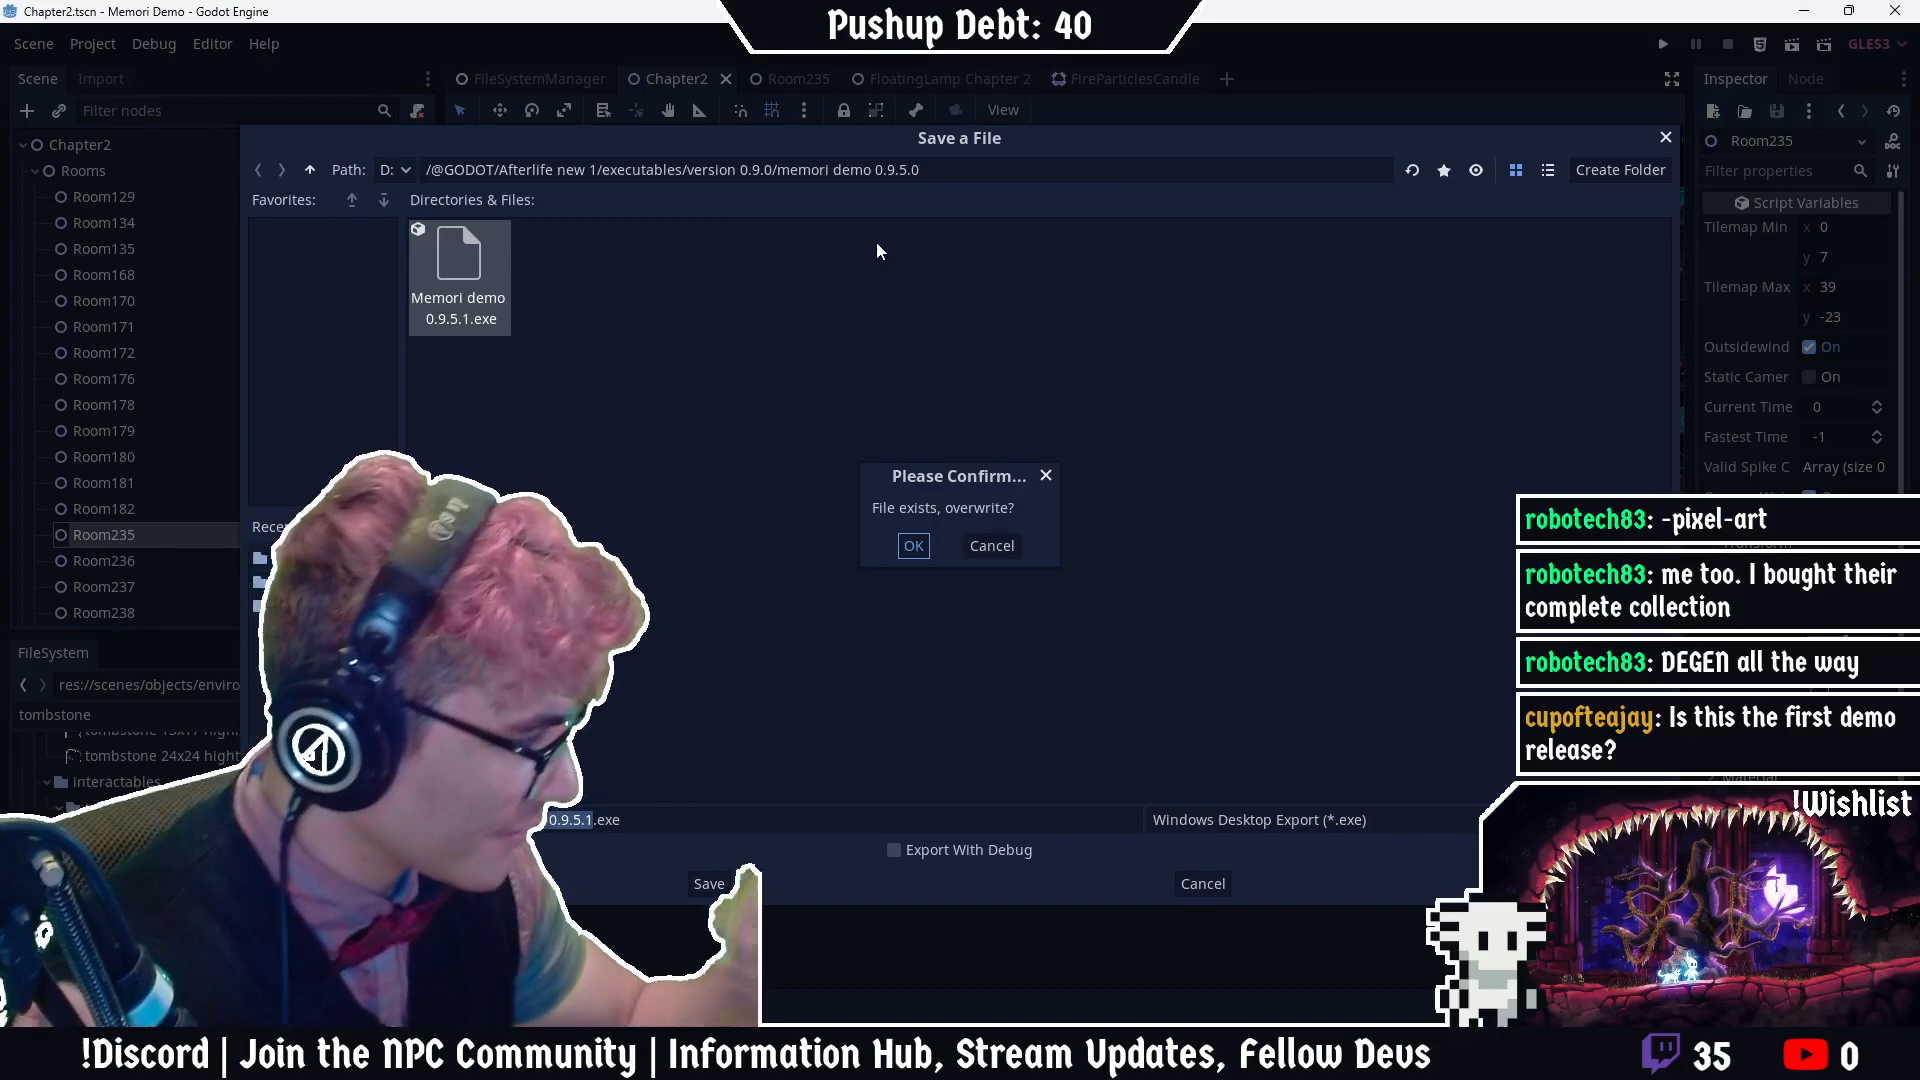 Chapter2.tscn - Memori Demo - Godot Engine
Pushup Debt: 40
Scene Project Debug Editor Help
GLES3
Scene Import
FileSystemManager Chapter2 Room235 FloatingLamp Chapter 2 FireParticlesCandle
Inspector Node
Filter nodes
View
Chapter2
Rooms
Room129
Room134
Room135
Room168
Room170
Room171
Room172
Room176
Room178
Room179
Room180
Room181
Room182
Room235
Room236
Room237
Room238
FileSystem
res://scenes/objects/enviro
tombstone
tombstone 24x24 hight
interactables
Save a File
Path: D: /@GODOT/Afterlife new 1/executables/version 0.9.0/memori demo 0.9.5.0
Create Folder
Favorites:
Directories & Files:
Memori demo
0.9.5.1.exe
Please Confirm...
File exists, overwrite?
OK Cancel
0.9.5.1.exe
Windows Desktop Export (*.exe)
Export With Debug
Save Cancel
Room235
Filter properties
Script Variables
Tilemap Min x 0
y 7
Tilemap Max x 39
y -23
Outsidewind On
Static Camer On
Current Time 0
Fastest Time -1
Valid Spike C Array (size 0
robotech83: -pixel-art
robotech83: me too. I bought their
complete collection
robotech83: DEGEN all the way
cupofteajay: Is this the first demo
release?
!Wishlist
!Discord | Join the NPC Community | Information Hub, Stream Updates, Fellow Devs
35
0